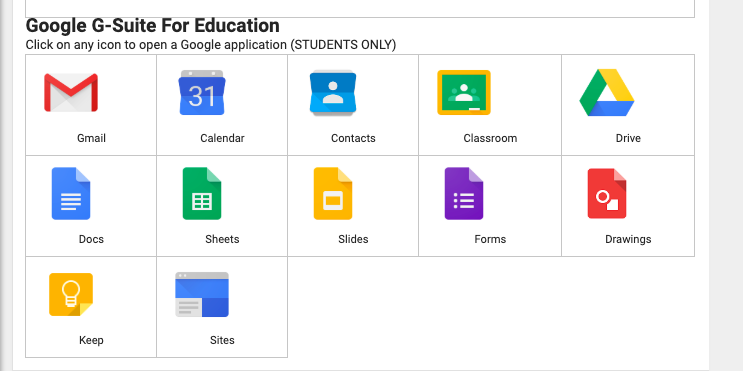 Google G-Suite For Education
Click on any icon to open a Google application (STUDENTS ONLY)
31
Gmail Calendar Contacts Classroom Drive
Docs Sheets Slides Forms Drawings
Keep Sites